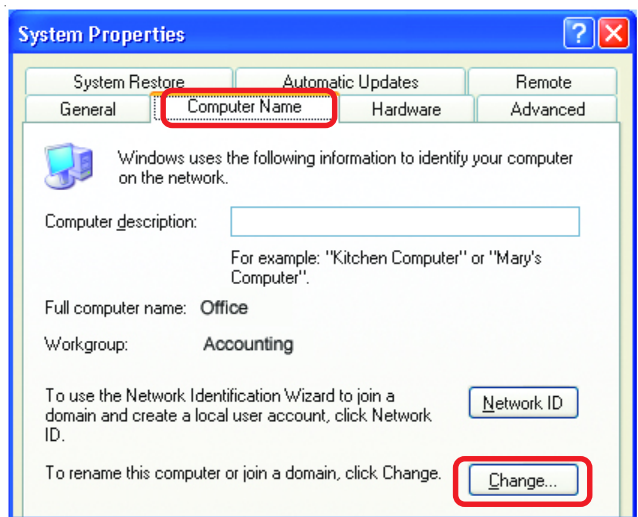 System Properties
System Restore Automatic Updates Remote
General Computer Name Hardware Advanced
Windows uses the following information to identify your computer
on the network.
Computer description:
For example: "Kitchen Computer" or "Mary's
Computer".
Full computer name: Office
Workgroup: Accounting
To use the Network Identification Wizard to join a
domain and create a local user account, click Network
ID.
Network ID
To rename this computer or join a domain, click Change.
Change...